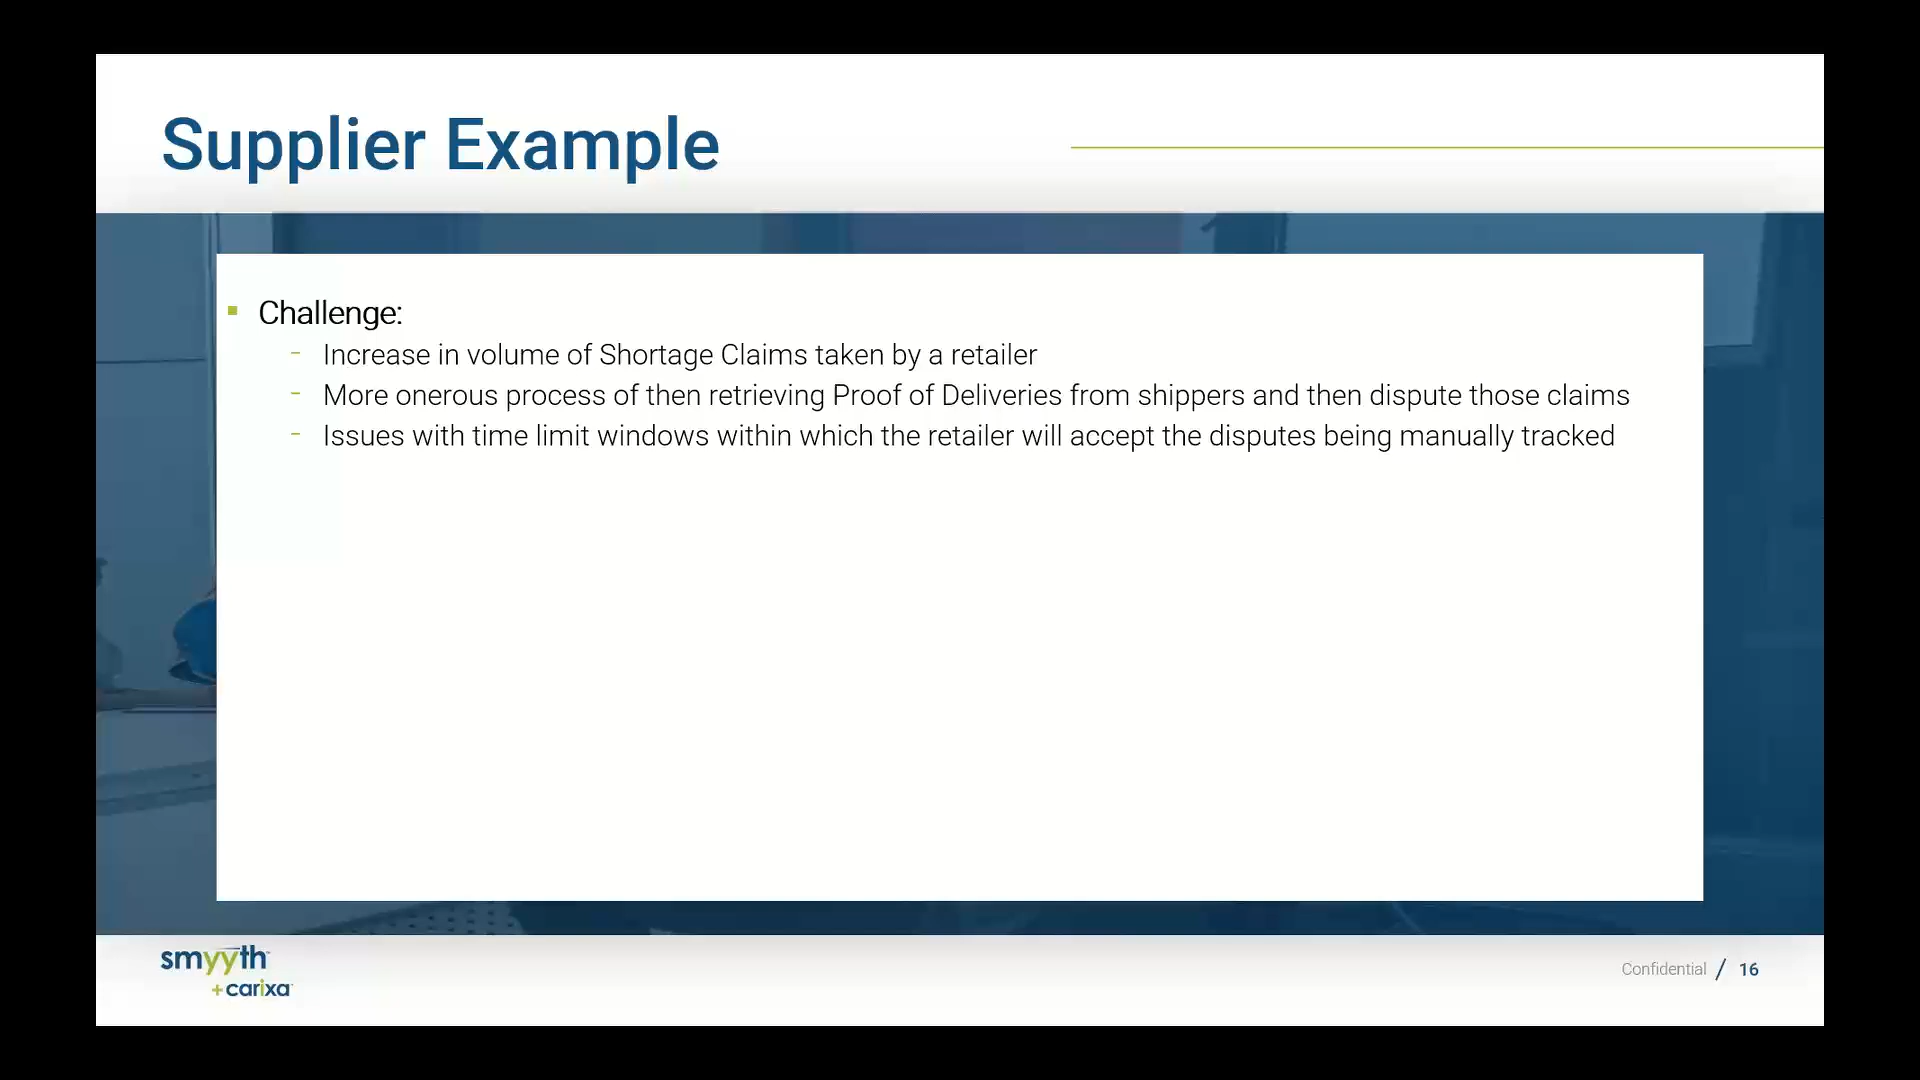 Supplier Example
Challenge:
- Increase in volume of Shortage Claims taken by a retailer
- More onerous process of then retrieving Proof of Deliveries from shippers and then dispute those claims
- Issues with time limit windows within which the retailer will accept the disputes being manually tracked
smyyth
+carixa
Confidential / 16